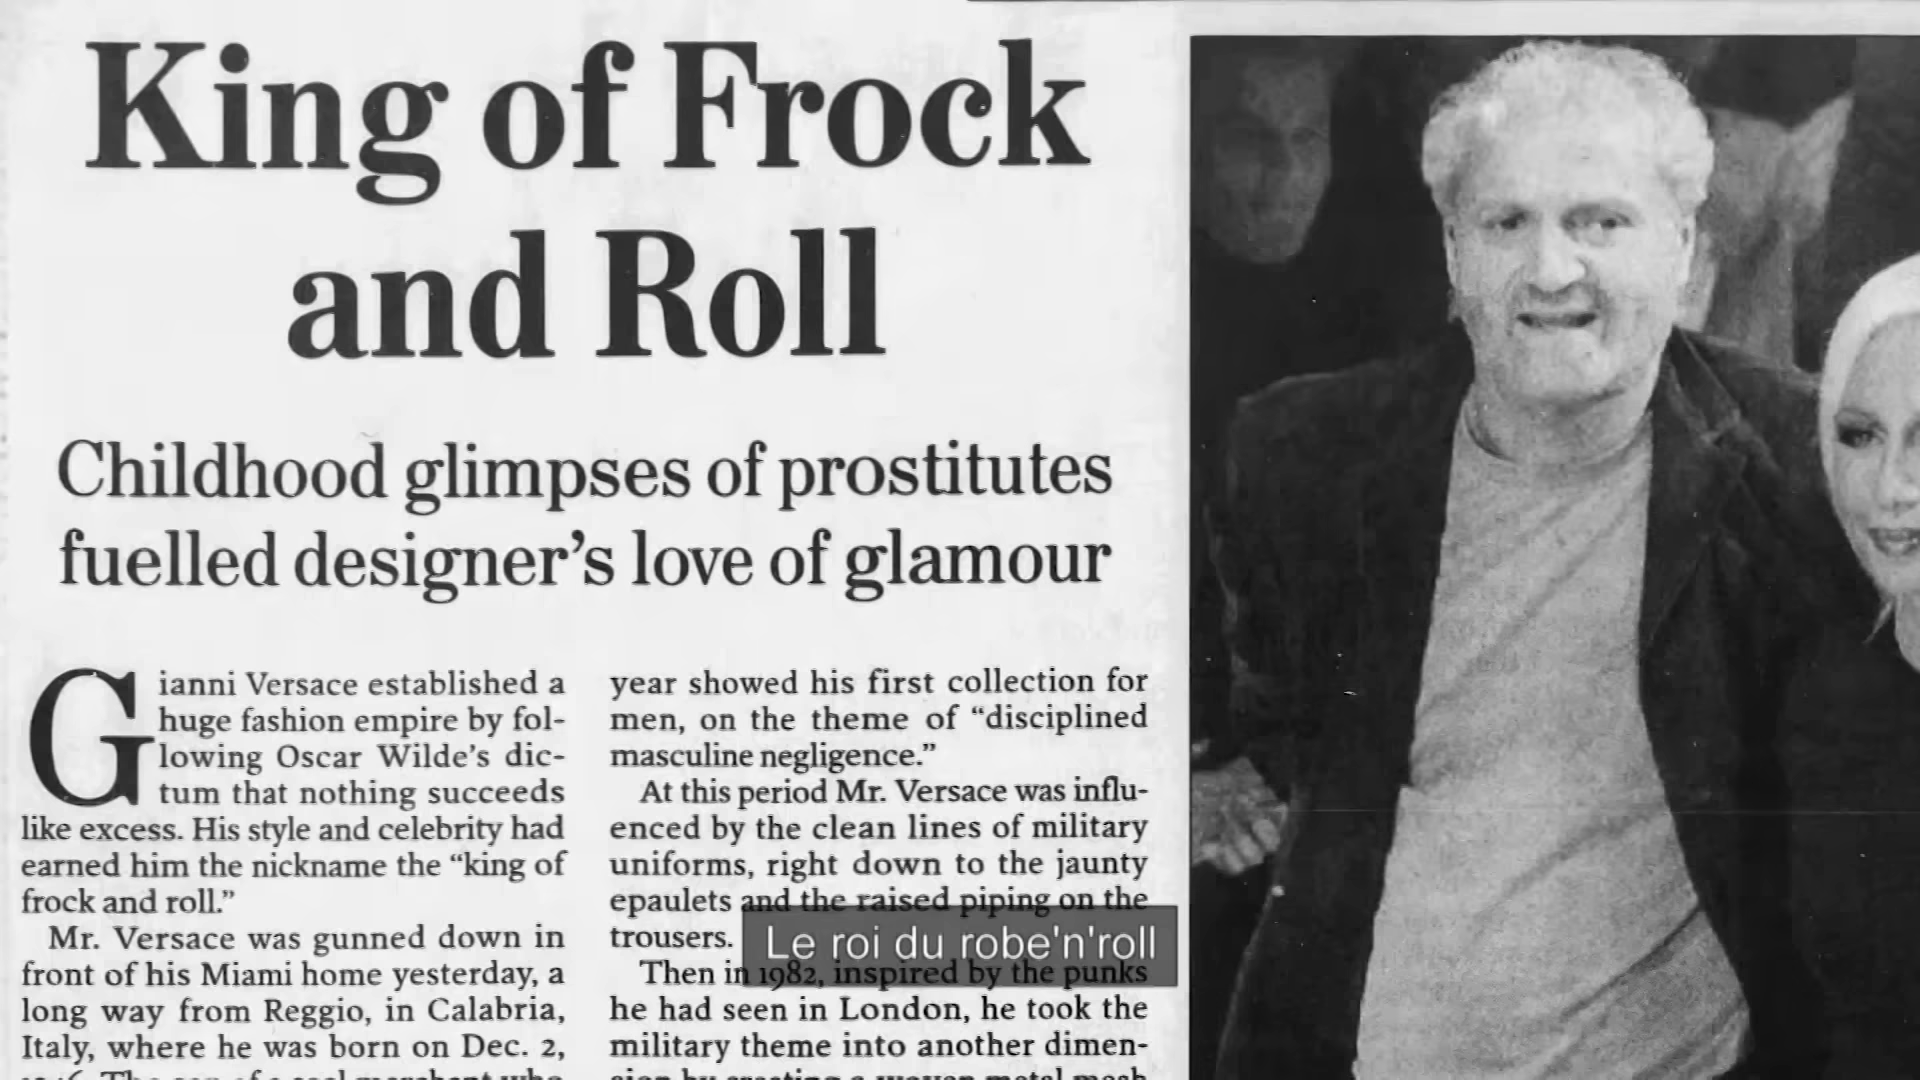 King of Frock
and Roll
Childhood glimpses of prostitutes
fuelled designer's love of glamour
Gianni Versace established a
huge fashion empire by fol-
lowing Oscar Wilde's dic-
tum that nothing succeeds
like excess. His style and celebrity had
earned him the nickname the “king of
frock and roll.”
Mr. Versace was gunned down in
front of his Miami home yesterday, a
long way from Reggio, in Calabria,
Italy, where he was born on Dec. 2,
year showed his first collection for
men, on the theme of “disciplined
masculine negligence.”
At this period Mr. Versace was influ-
enced by the clean lines of military
uniforms, right down to the jaunty
epaulets and the raised piping on the
trousers.
Then in 1982, inspired by the punks
he had seen in London, he took the
military theme into another dimen-
sion by creating a woven metal mesh
Le roi du robe'n'roll